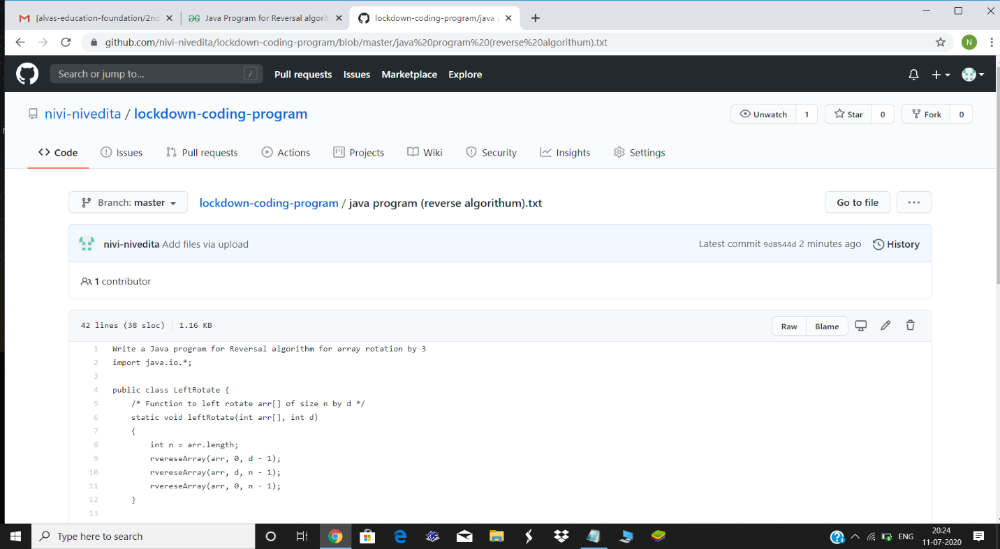 [alvas-education-foundation/2nd
Java Program for Reversal algorit
lockdown-coding-program/java
github.com/nivi-nivedita/lockdown-coding-program/blob/master/java%20program%20(reverse%20algorithum).txt
N
Search or jump to...
/
Pull requests
Issues
Marketplace
Explore
nivi-nivedita / lockdown-coding-program
Unwatch 1
Star 0
Fork 0
Code
Issues
Pull requests
Actions
Projects
Wiki
Security
Insights
Settings
Branch: master
lockdown-coding-program / java program (reverse algorithum).txt
Go to file
nivi-nivedita Add files via upload
Latest commit 9d8544d 2 minutes ago
History
1 contributor
42 lines (38 sloc)
1.16 KB
Raw
Blame
1 Write a Java program for Reversal algorithm for array rotation by 3
2 import java.io.*;
3
4 public class LeftRotate {
5 /* Function to left rotate arr[] of size n by d */
6 static void leftRotate(int arr[], int d)
7 {
8 int n = arr.length;
9 rvereseArray(arr, 0, d - 1);
10 rvereseArray(arr, d, n - 1);
11 rvereseArray(arr, 0, n - 1);
12 }
13
Type here to search
ENG
20:24
11-07-2020